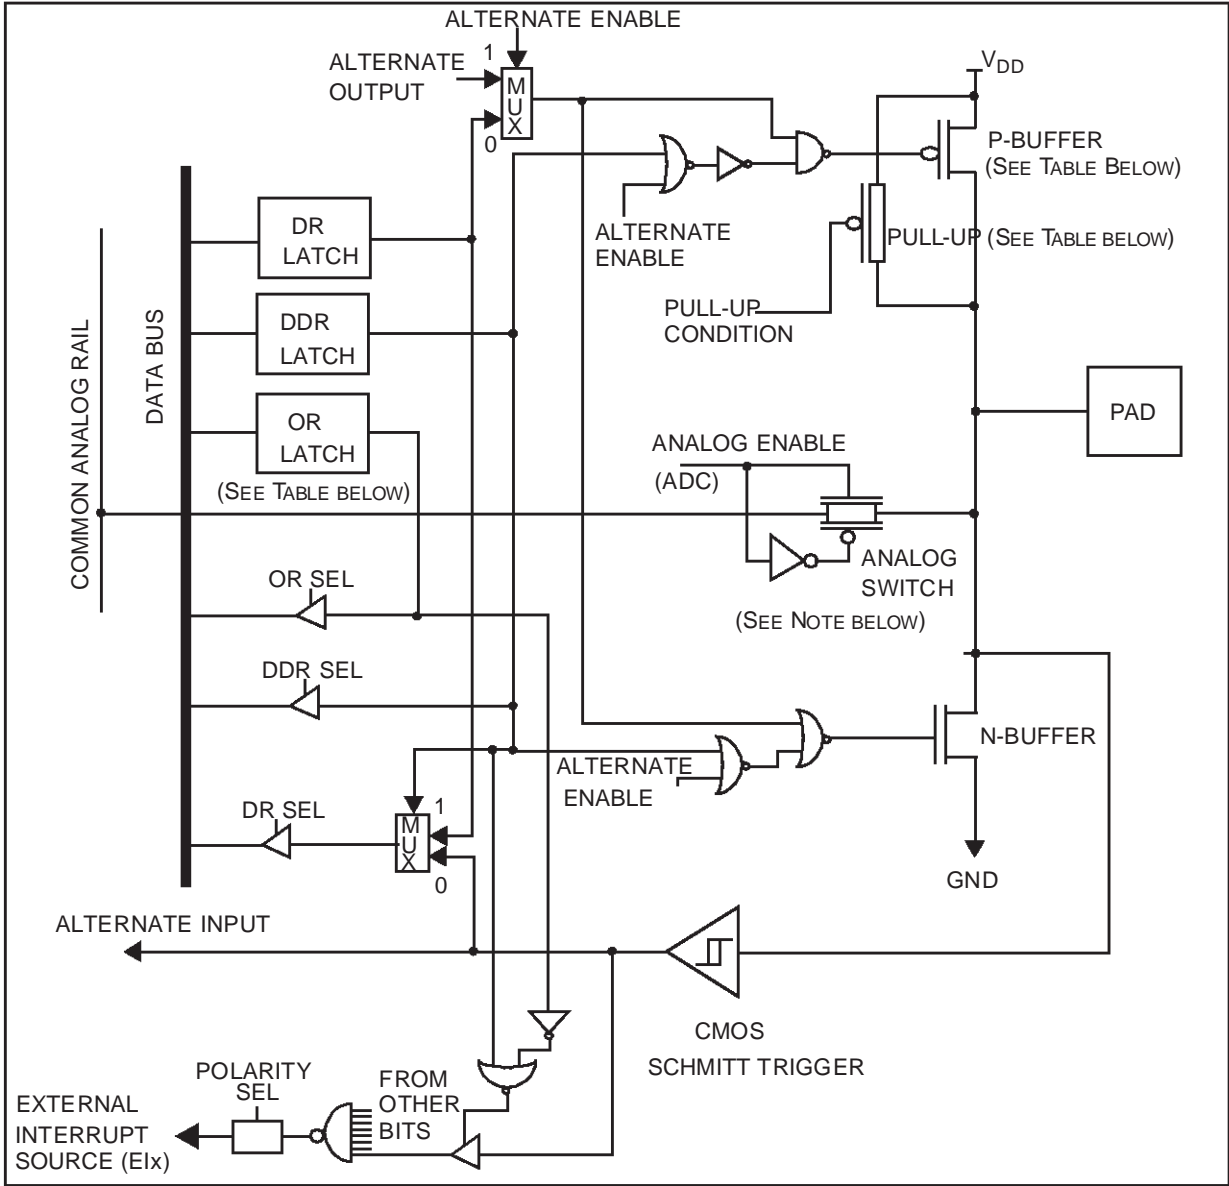 ALTERNATE ENABLE
ALTERNATE
OUTPUT
1
MUX
0
VDD
P-BUFFER
(SEE TABLE BELOW)
ALTERNATE
ENABLE
PULL-UP (SEE TABLE BELOW)
PULL-UP
CONDITION
DR
LATCH
DDR
LATCH
OR
LATCH
(SEE TABLE BELOW)
COMMON ANALOG RAIL
DATA BUS
PAD
ANALOG ENABLE
(ADC)
ANALOG
SWITCH
(SEE NOTE BELOW)
OR SEL
DDR SEL
N-BUFFER
ALTERNATE
ENABLE
DR SEL
1
MUX
0
GND
ALTERNATE INPUT
CMOS
SCHMITT TRIGGER
POLARITY
SEL
FROM
OTHER
BITS
EXTERNAL
INTERRUPT
SOURCE (EIx)